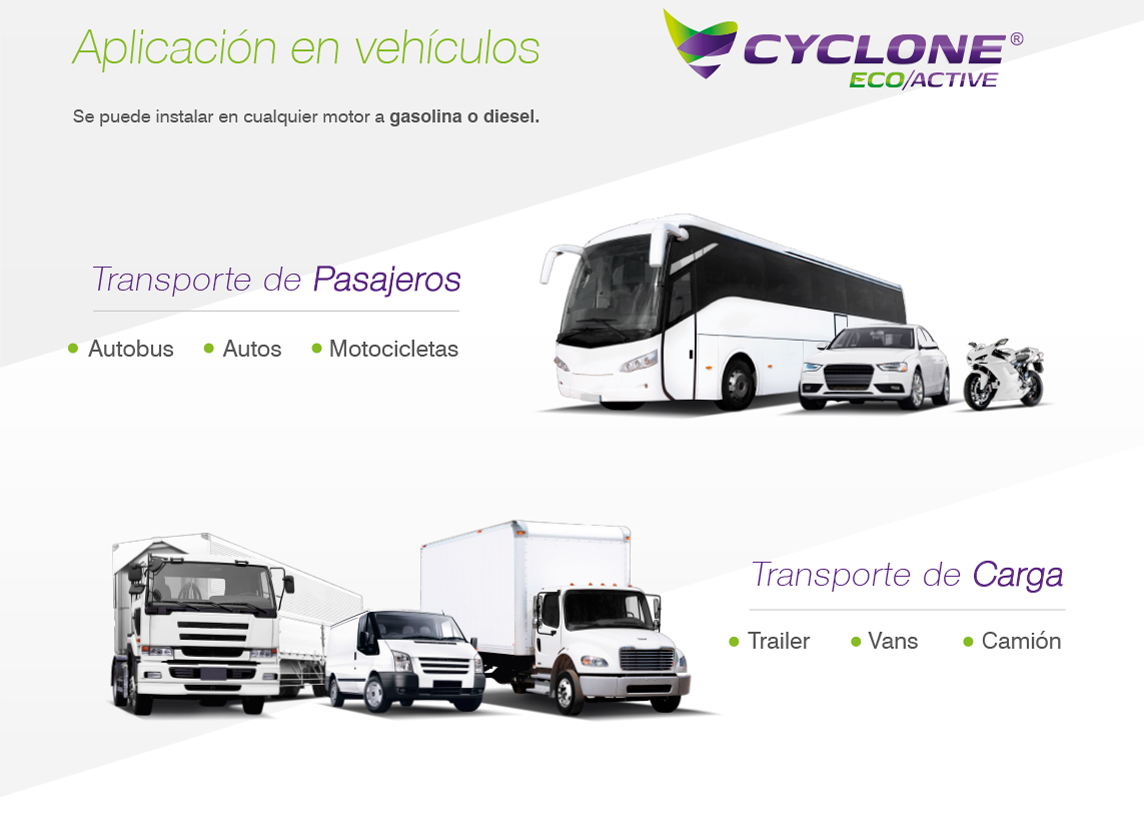 Aplicación en vehículos
CYCLONE®
ECO/ACTIVE
Se puede instalar en cualquier motor a gasolina o diesel.
Transporte de Pasajeros
• Autobus • Autos • Motocicletas
Transporte de Carga
• Trailer • Vans • Camión